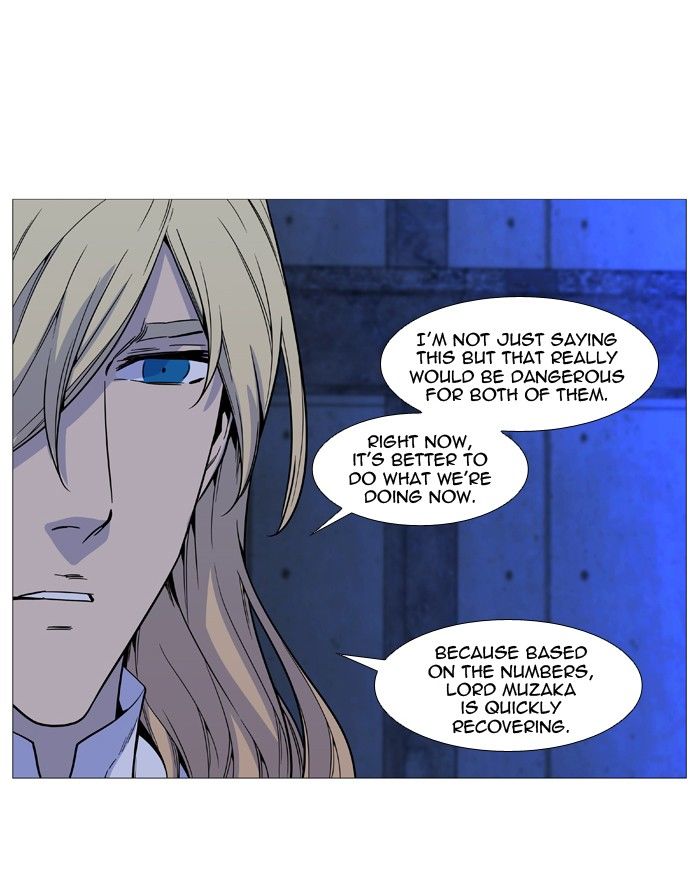 I'M NOT JUST SAYING
THIS BUT THAT REALLY
WOULD BE DANGEROUS
FOR BOTH OF THEM.
RIGHT NOW,
IT'S BETTER TO
DO WHAT WE'RE
DOING NOW.
BECAUSE BASED
ON THE NUMBERS,
LORD MUZAKA
IS QUICKLY
RECOVERING.